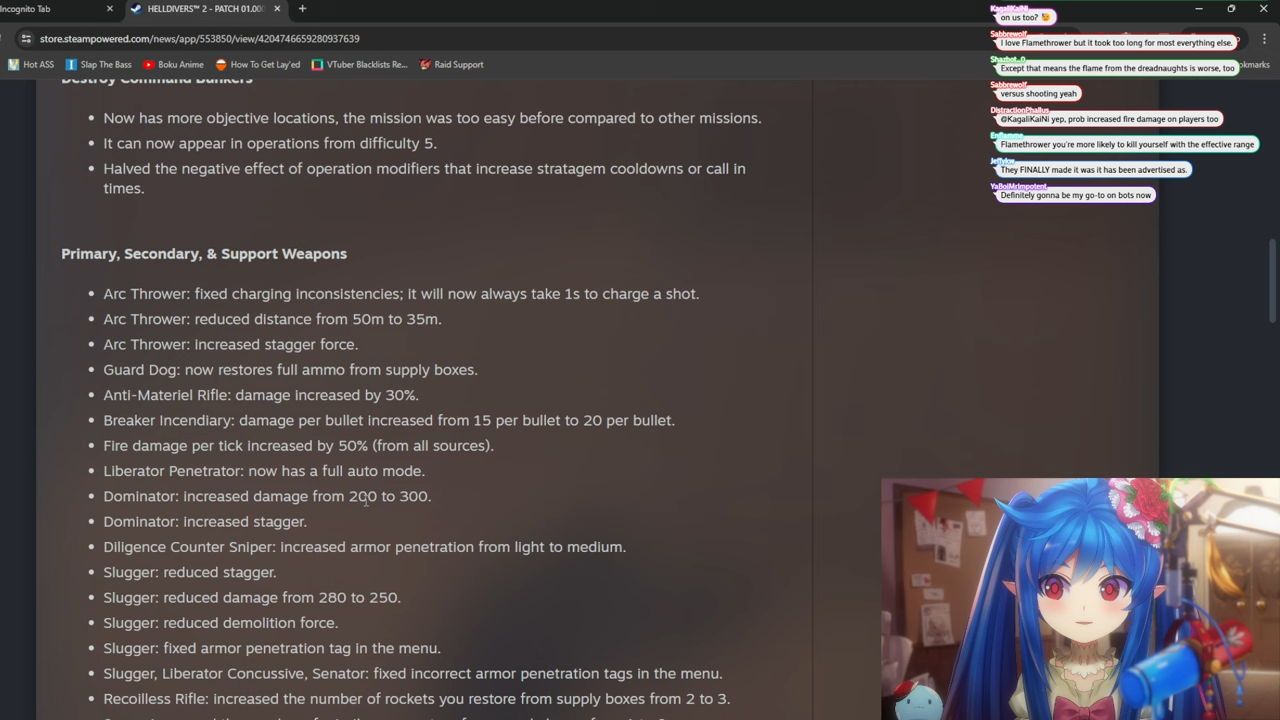 Incognito Tab
HELLDIVERS™ 2 - PATCH 01.00
store.steampowered.com/news/app/553850/view/4204746699280937639
Hot ASS
Slap The Bass
Boku Anime
How To Get Lay'ed
VTuber Blacklists Re...
Raid Support
KagaliKaiNi
on us too?
Sabbrewolf
I love Flamethrower but it took too long for most everything else.
Except that means the flame from the dreadnaughts is worse, too
Sabbrewolf
versus shooting yeah
DistractionPhallus
@KagaliKaiNi yep, prob increased fire damage on players too
Enflamme
Flamethrower you're more likely to kill yourself with the effective range
They FINALLY made it was it has been advertised as.
YaBoiMrImpotent
Definitely gonna be my go-to on bots now
Destroy Command Bunkers
Now has more objective lo , the mission was too easy before compared to other missions.
It can now appear in operations from difficulty 5.
Halved the negative effect of operation modifiers that increase stratagem cooldowns or call in
times.
Primary, Secondary, & Support Weapons
Arc Thrower: fixed charging inconsistencies; it will now always take 1s to charge a shot.
Arc Thrower: reduced distance from 50m to 35m.
Arc Thrower: increased stagger force.
Guard Dog: now restores full ammo from supply boxes.
Anti-Materiel Rifle: damage increased by 30%.
Breaker Incendiary: damage per bullet increased from 15 per bullet to 20 per bullet.
Fire damage per tick increased by 50% (from all sources).
Liberator Penetrator: now has a full auto mode.
Dominator: increased damage from 200 to 300.
Dominator: increased stagger.
Diligence Counter Sniper: increased armor penetration from light to medium.
Slugger: reduced stagger.
Slugger: reduced damage from 280 to 250.
Slugger: reduced demolition force.
Slugger: fixed armor penetration tag in the menu.
Slugger, Liberator Concussive, Senator: fixed incorrect armor penetration tags in the menu.
Recoilless Rifle: increased the number of rockets you restore from supply boxes from 2 to 3.